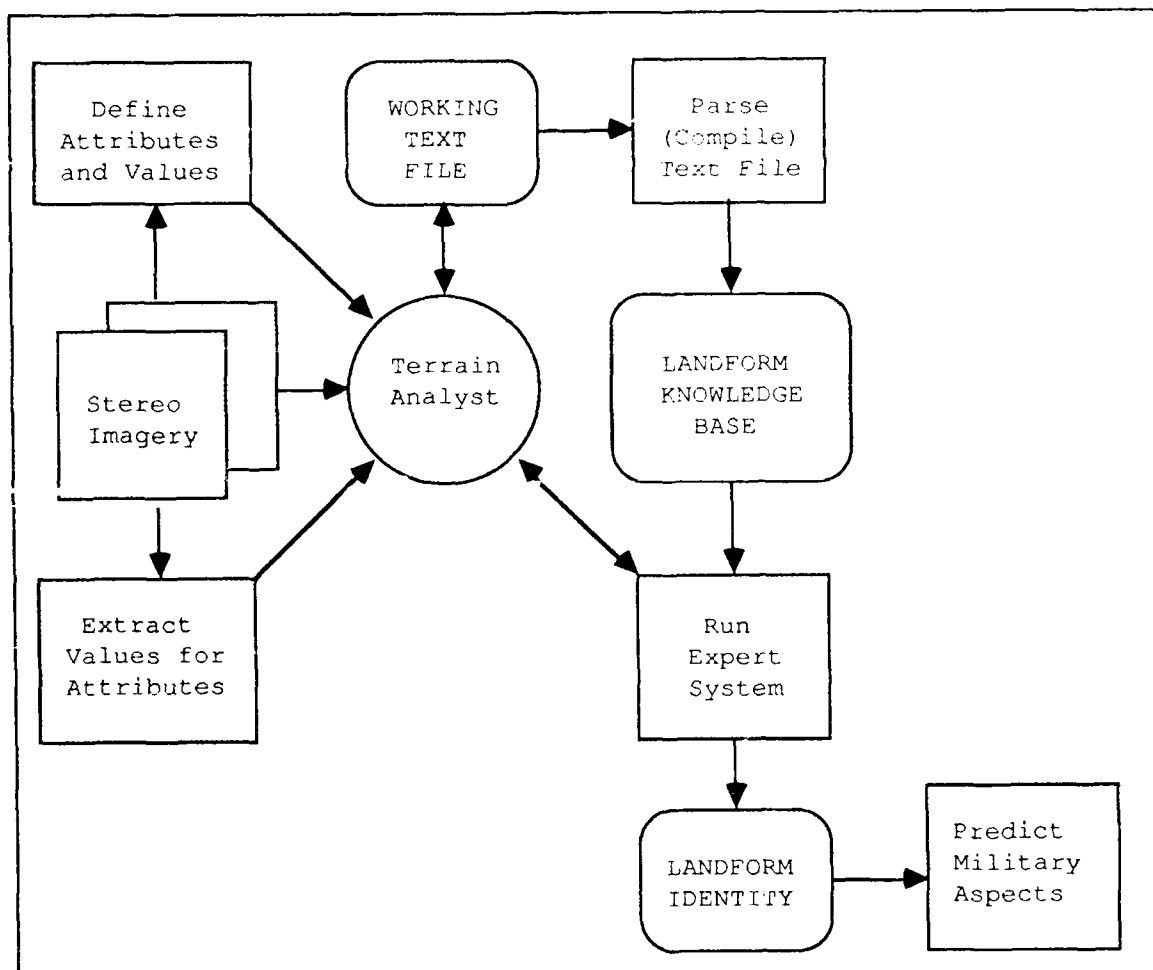 Define
Attributes
and Values
WORKING
TEXT
FILE
Parse
(Compile)
Text File
Stereo
Imagery
Terrain
Analyst
LANDFORM
KNOWLEDGE
BASE
Extract
Values for
Attributes
Run
Expert
System
LANDFORM
IDENTITY
Predict
Military
Aspects